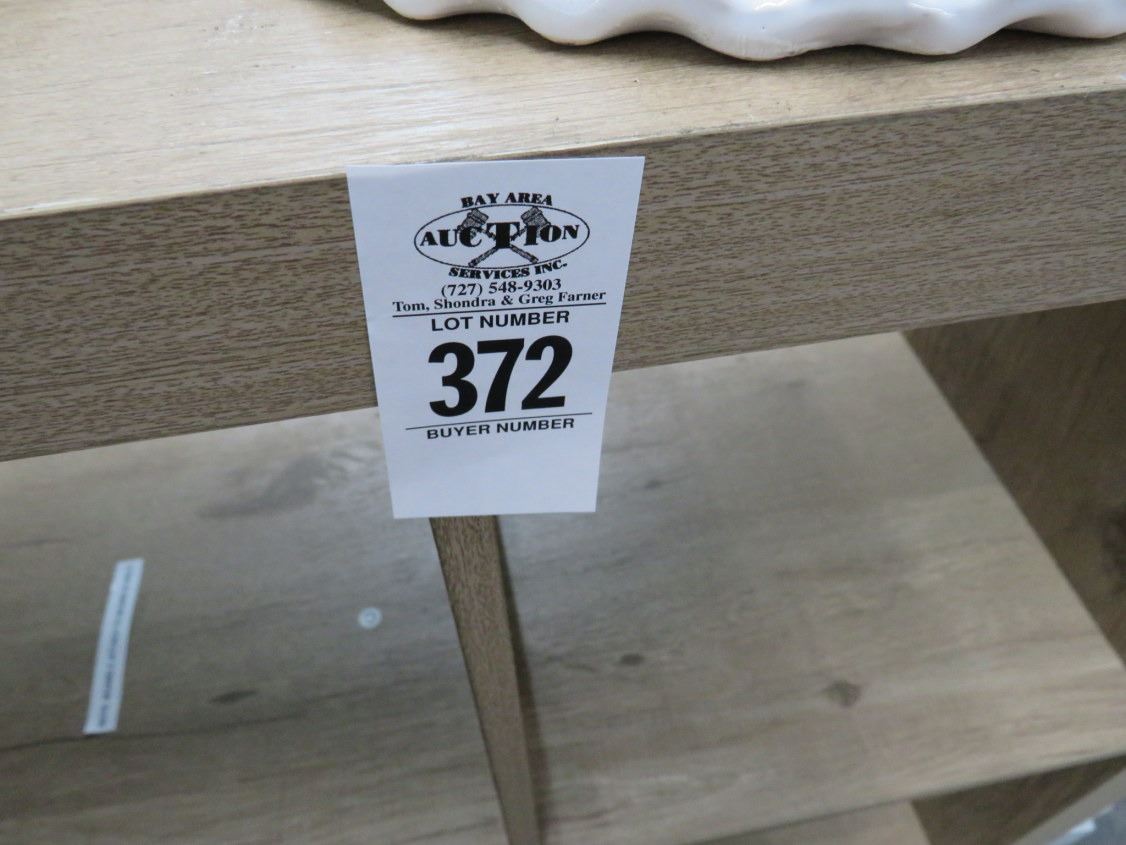 BAY AREA
AUCTION
SERVICES INC.
(727) 548-9303
Tom, Shondra & Greg Farner
LOT NUMBER
372
BUYER NUMBER